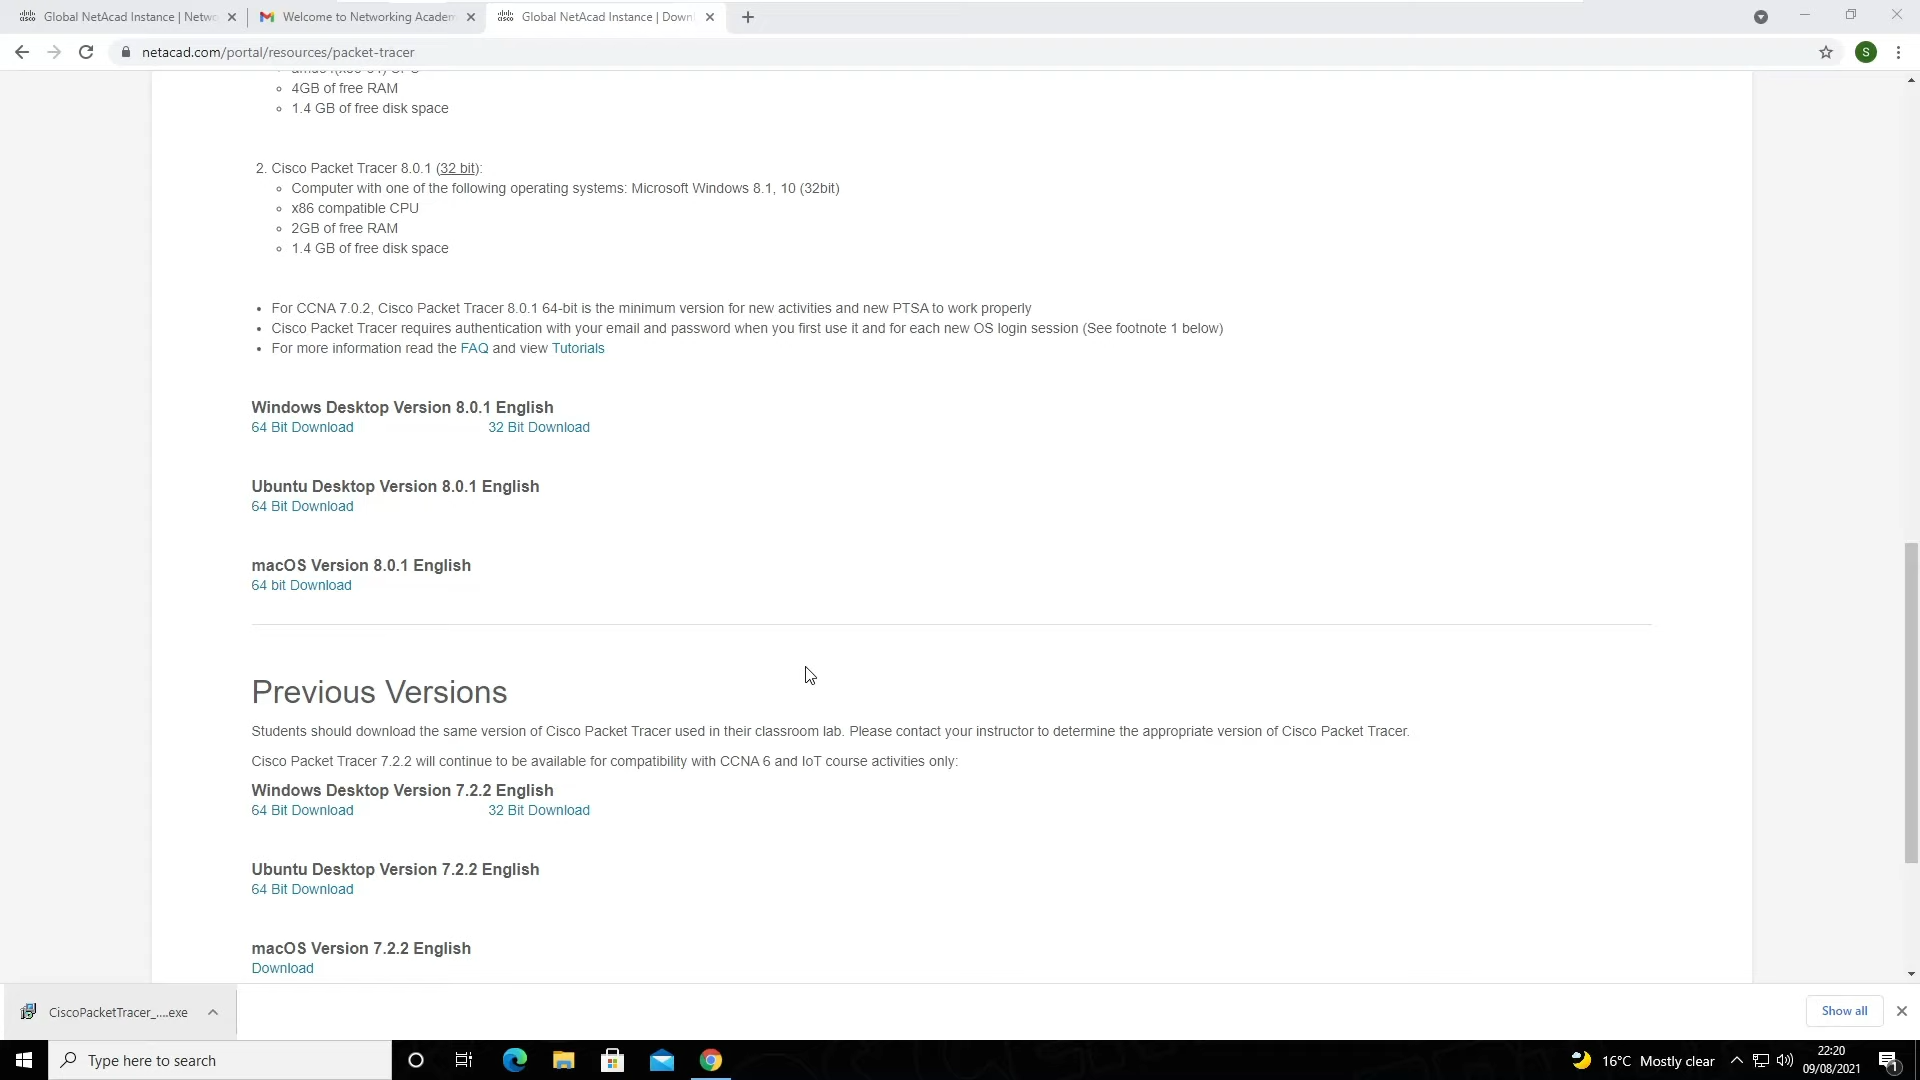 Global NetAcad Instance | Netwo
Welcome to Networking Academ
Global NetAcad Instance | Down
netacad.com/portal/resources/packet-tracer
S
4GB of free RAM
1.4 GB of free disk space
2. Cisco Packet Tracer 8.0.1 (32 bit):
Computer with one of the following operating systems: Microsoft Windows 8.1, 10 (32bit)
x86 compatible CPU
2GB of free RAM
1.4 GB of free disk space
For CCNA 7.0.2, Cisco Packet Tracer 8.0.1 64-bit is the minimum version for new activities and new PTSA to work properly
Cisco Packet Tracer requires authentication with your email and password when you first use it and for each new OS login session (See footnote 1 below)
For more information read the FAQ and view Tutorials
Windows Desktop Version 8.0.1 English
64 Bit Download 32 Bit Download
Ubuntu Desktop Version 8.0.1 English
64 Bit Download
macOS Version 8.0.1 English
64 bit Download
Previous Versions
Students should download the same version of Cisco Packet Tracer used in their classroom lab. Please contact your instructor to determine the appropriate version of Cisco Packet Tracer.
Cisco Packet Tracer 7.2.2 will continue to be available for compatibility with CCNA 6 and IoT course activities only:
Windows Desktop Version 7.2.2 English
64 Bit Download 32 Bit Download
Ubuntu Desktop Version 7.2.2 English
64 Bit Download
macOS Version 7.2.2 English
Download
CiscoPacketTracer_....exe
Show all
Type here to search
16°C Mostly clear
22:20
09/08/2021
1